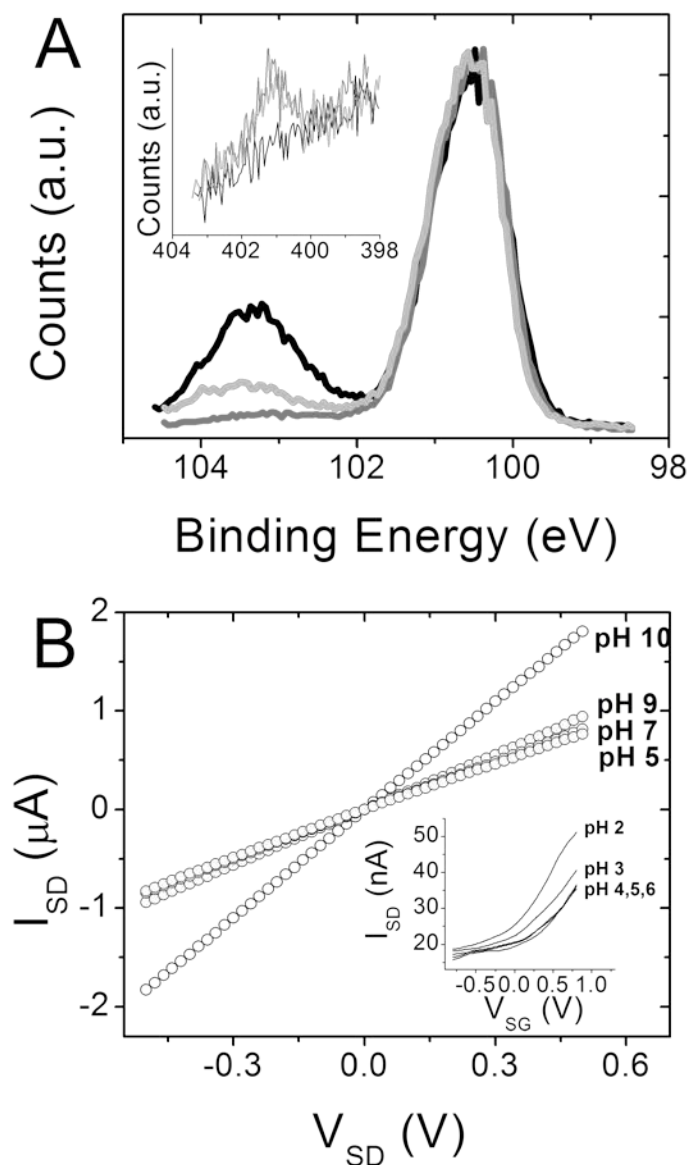 A
Counts (a.u.)
Counts (a.u.)
404 402 400 398
104 102 100 98
Binding Energy (eV)
B
2
1
0
-1
-2
I_SD (μA)
pH 10
pH 9
pH 7
pH 5
50
40
30
20
I_SD (nA)
pH 2
pH 3
pH 4,5,6
-0.5 0.0 0.5 1.0
V_SG (V)
-0.3 0.0 0.3 0.6
V_SD (V)